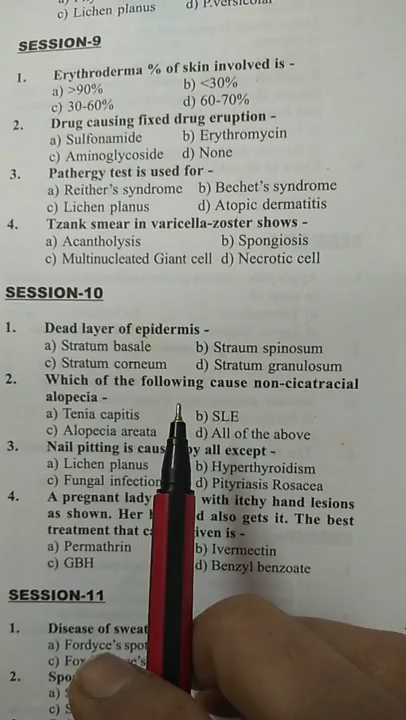 c) Lichen planus
SESSION-9
1. Erythroderma % of skin involved is -
a) >90% b) <30%
c) 30-60% d) 60-70%
2. Drug causing fixed drug eruption -
a) Sulfonamide b) Erythromycin
c) Aminoglycoside d) None
3. Pathergy test is used for -
a) Reither's syndrome b) Bechet's syndrome
c) Lichen planus d) Atopic dermatitis
4. Tzank smear in varicella-zoster shows -
a) Acantholysis b) Spongiosis
c) Multinucleated Giant cell d) Necrotic cell
SESSION-10
1. Dead layer of epidermis -
a) Stratum basale b) Straum spinosum
c) Stratum corneum d) Stratum granulosum
2. Which of the following cause non-cicatracial
alopecia -
a) Tenia capitis b) SLE
c) Alopecia areata d) All of the above
3. Nail pitting is by all except -
a) Lichen planus b) Hyperthyroidism
c) Fungal infection d) Pityriasis Rosacea
4. A pregnant lady with itchy hand lesions
as shown. Her also gets it. The best
treatment that is -
a) Permathrin b) Ivermectin
c) GBH d) Benzyl benzoate
SESSION-11
1. Disease of sweat
a) Fordyce's
c)
2.
a)
c)